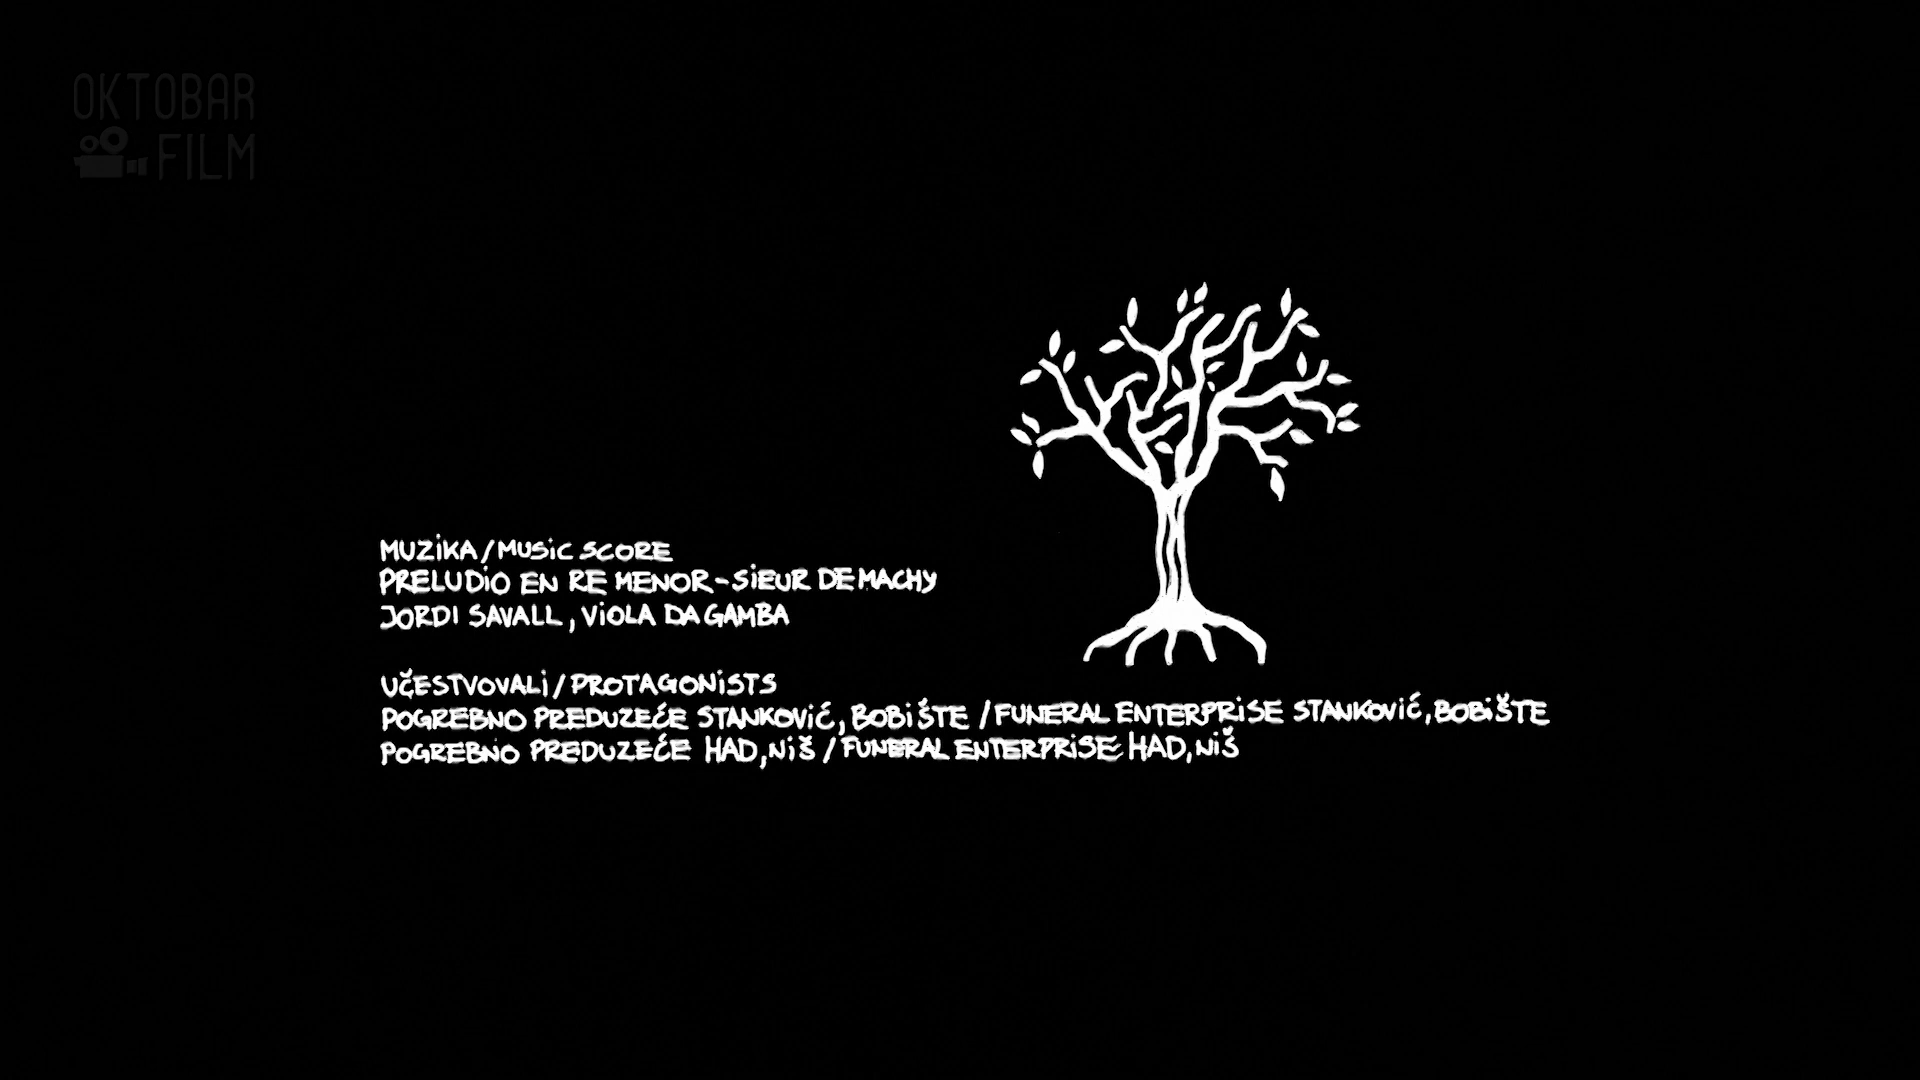 OKTOBAR
FILM
MUZIKA/MUSIC SCORE
PRELUDIO EN RE MENOR-SIEUR DE MACHY
JORDI SAVALL, VIOLA DA GAMBA
UČESTVOVALI/PROTAGONISTS
POGREBNO PREDUZEĆE STANKOVIĆ, BOBIŠTE / FUNERAL ENTERPRISE STANKOVIĆ, BOBIŠTE
POGREBNO PREDUZEĆE HAD, NIŠ / FUNERAL ENTERPRISE HAD, NIŠ